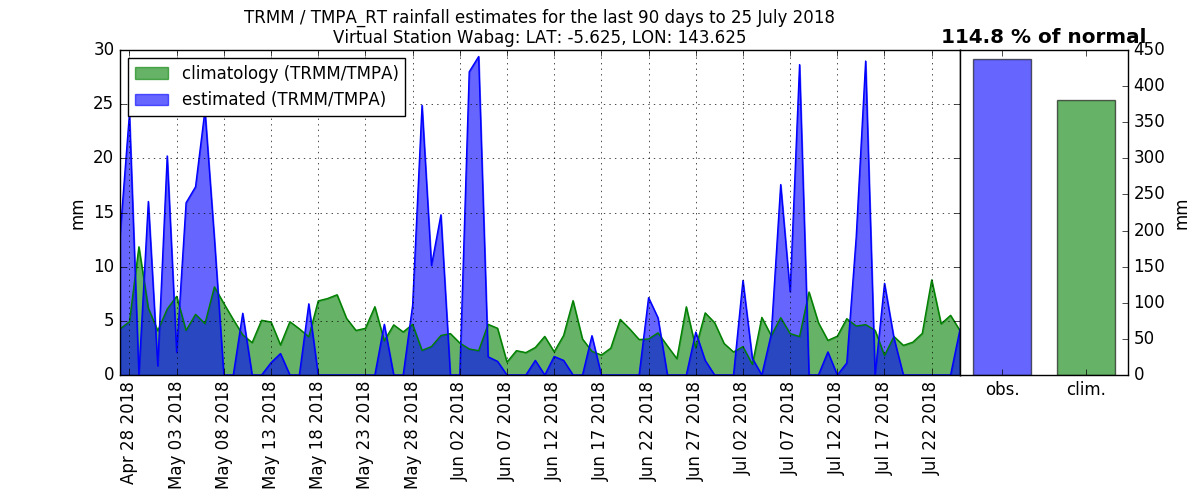 TRMM / TMPA_RT rainfall estimates for the last 90 days to 25 July 2018
Virtual Station Wabag: LAT: -5.625, LON: 143.625
114.8 % of normal
climatology (TRMM/TMPA)
estimated (TRMM/TMPA)
mm
30
25
20
15
10
5
0
Apr 28 2018
May 03 2018
May 08 2018
May 13 2018
May 18 2018
May 23 2018
May 28 2018
Jun 02 2018
Jun 07 2018
Jun 12 2018
Jun 17 2018
Jun 22 2018
Jun 27 2018
Jul 02 2018
Jul 07 2018
Jul 12 2018
Jul 17 2018
Jul 22 2018
obs.
clim.
450
400
350
300
250
200
150
100
50
0
mm